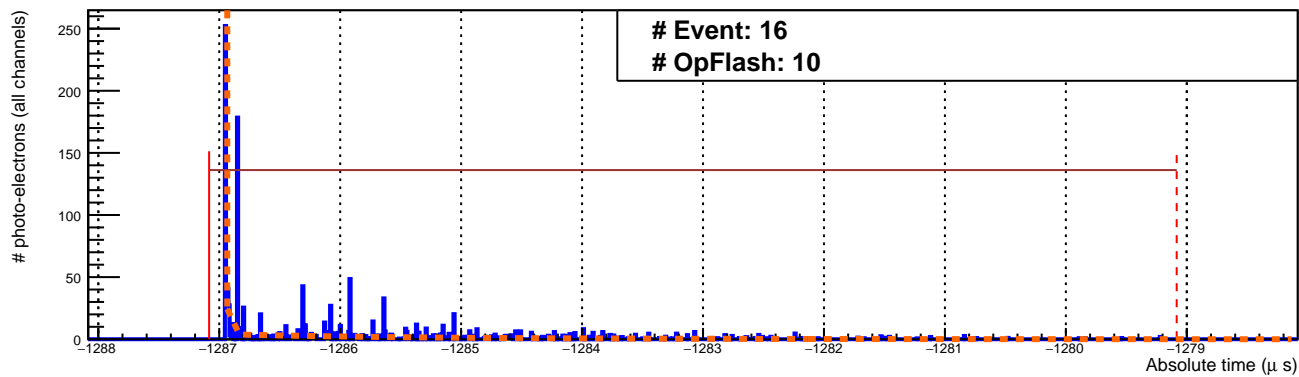 # Event: 16
# OpFlash: 10
# photo-electrons (all channels)
250
200
150
100
50
0
−1288 −1287 −1286 −1285 −1284 −1283 −1282 −1281 −1280 −1279
Absolute time (μ s)